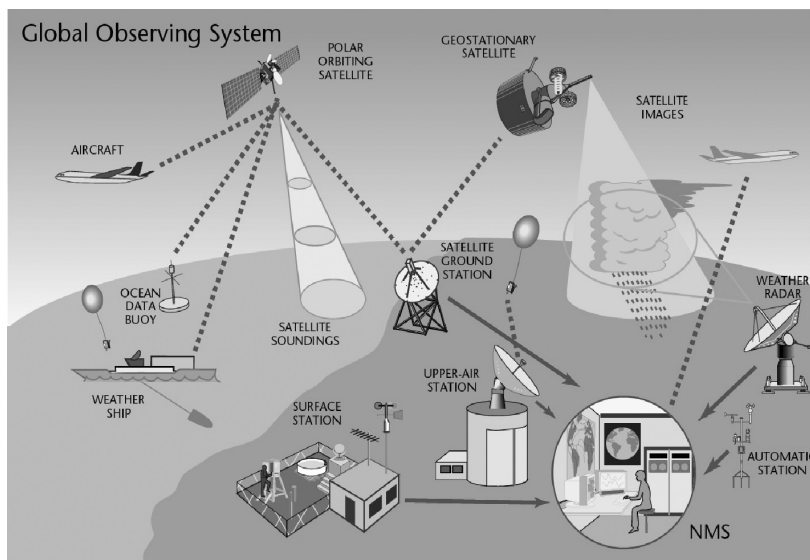 Global Observing System
POLAR
ORBITING
SATELLITE
GEOSTATIONARY
SATELLITE
SATELLITE
IMAGES
AIRCRAFT
SATELLITE
GROUND
STATION
OCEAN
DATA
BUOY
SATELLITE
SOUNDINGS
WEATHER
RADAR
WEATHER
SHIP
UPPER-AIR
STATION
SURFACE
STATION
AUTOMATIC
STATION
NMS